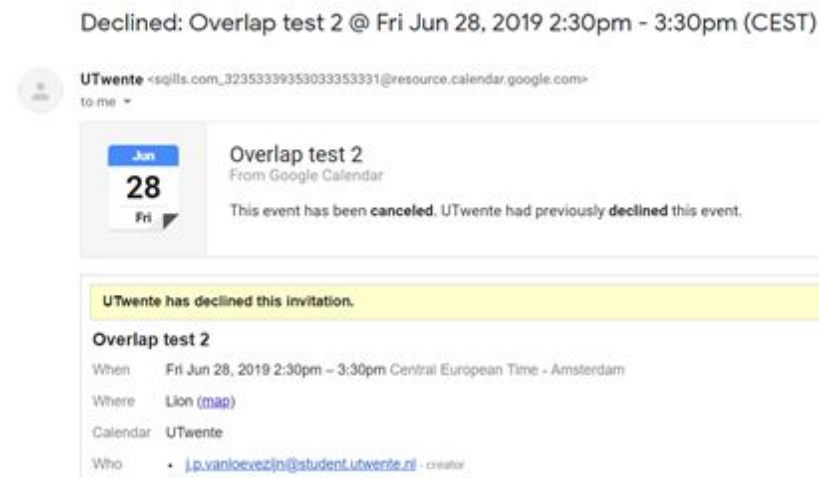 Declined: Overlap test 2 @ Fri Jun 28, 2019 2:30pm - 3:30pm (CEST)
UTwente <sqills.com_32353339353033353331@resource.calendar.google.com>
to me
Jun
28
Fri
Overlap test 2
From Google Calendar
This event has been canceled. UTwente had previously declined this event.
UTwente has declined this invitation.
Overlap test 2
When Fri Jun 28, 2019 2:30pm – 3:30pm Central European Time - Amsterdam
Where Lion (map)
Calendar UTwente
Who • j.p.vanloevezijn@student.utwente.nl - creator